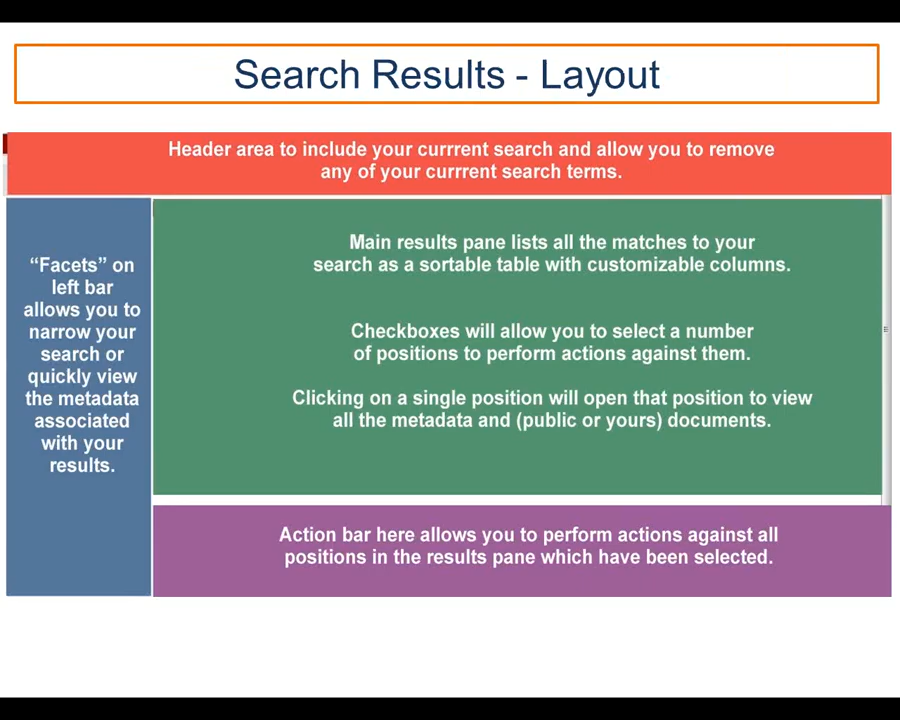 Search Results - Layout
Header area to include your currrent search and allow you to remove
any of your currrent search terms.
“Facets” on
left bar
allows you to
narrow your
search or
quickly view
the metadata
associated
with your
results.
Main results pane lists all the matches to your
search as a sortable table with customizable columns.
Checkboxes will allow you to select a number
of positions to perform actions against them.
Clicking on a single position will open that position to view
all the metadata and (public or yours) documents.
Action bar here allows you to perform actions against all
positions in the results pane which have been selected.